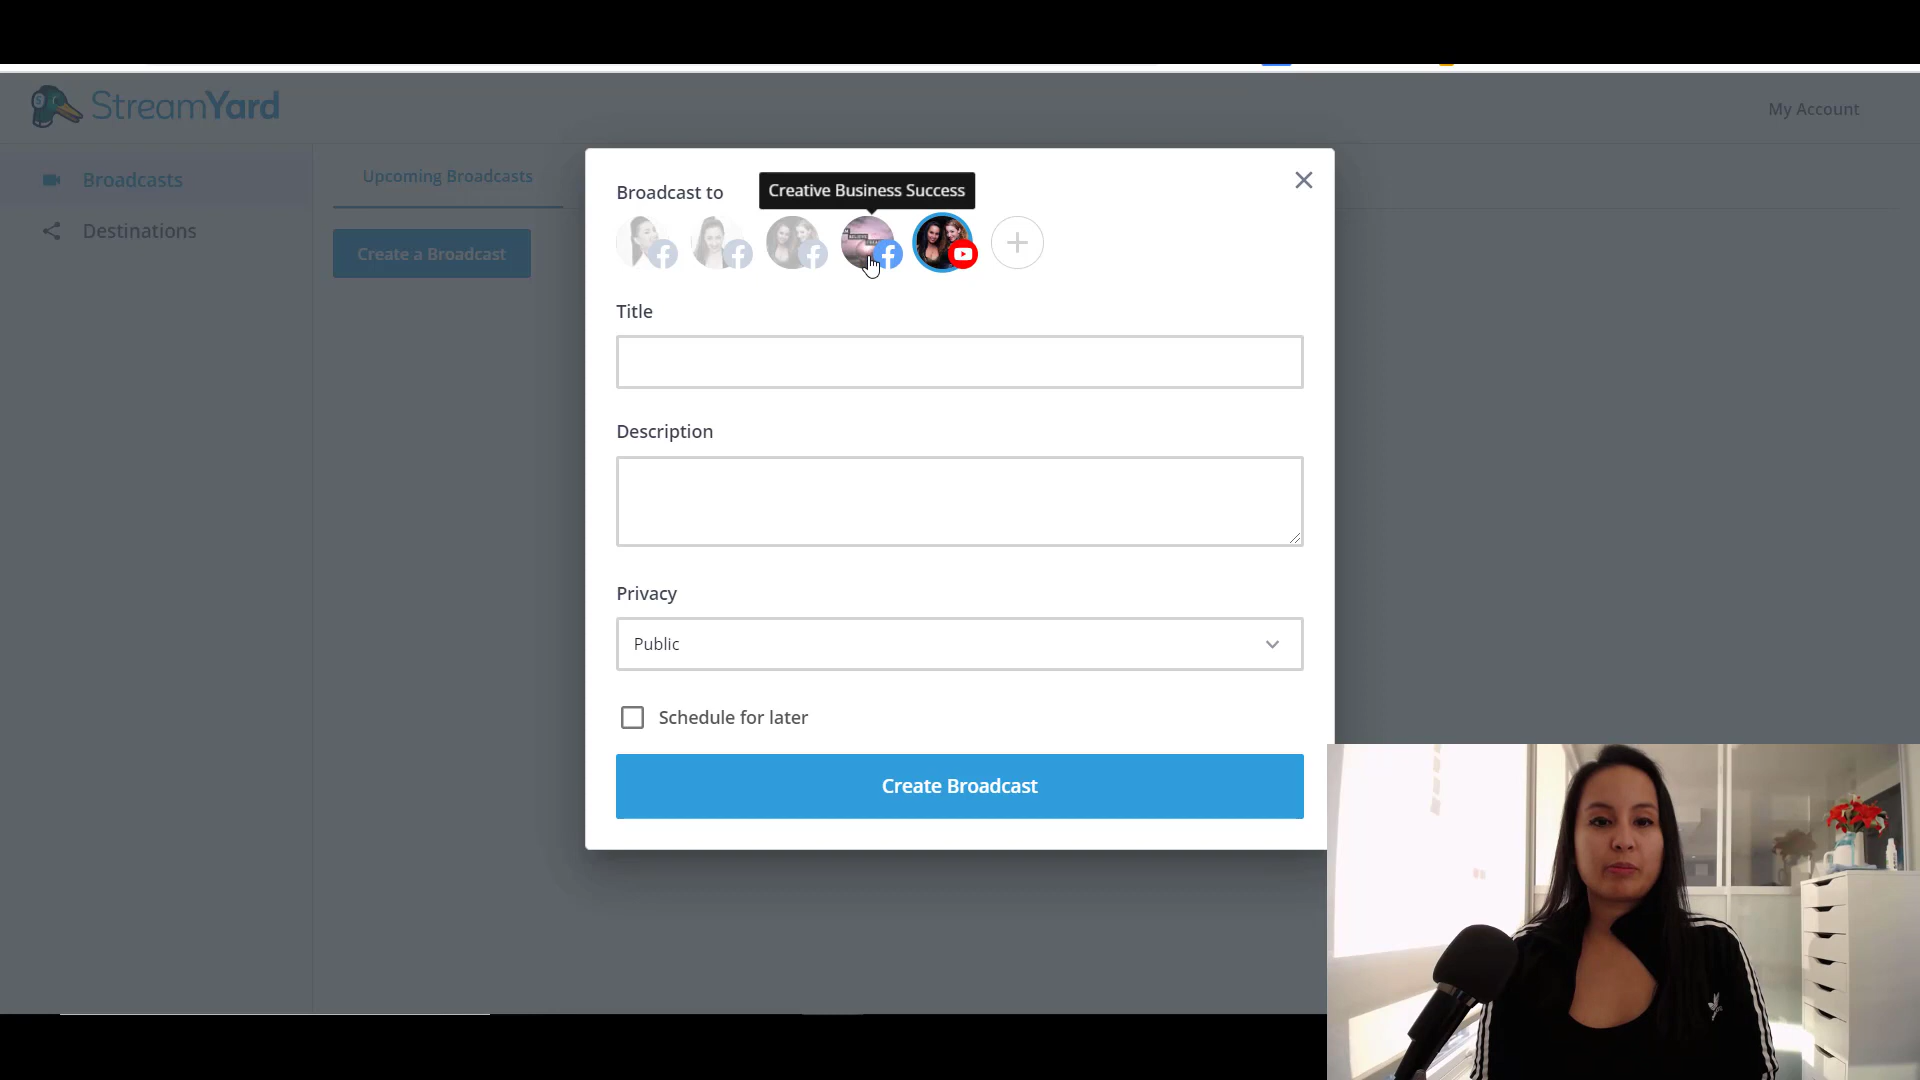 StreamYard
My Account
Broadcasts
Destinations
Upcoming Broadcasts
Create a Broadcast
Broadcast to
Creative Business Success
Title
Description
Privacy
Public
Schedule for later
Create Broadcast